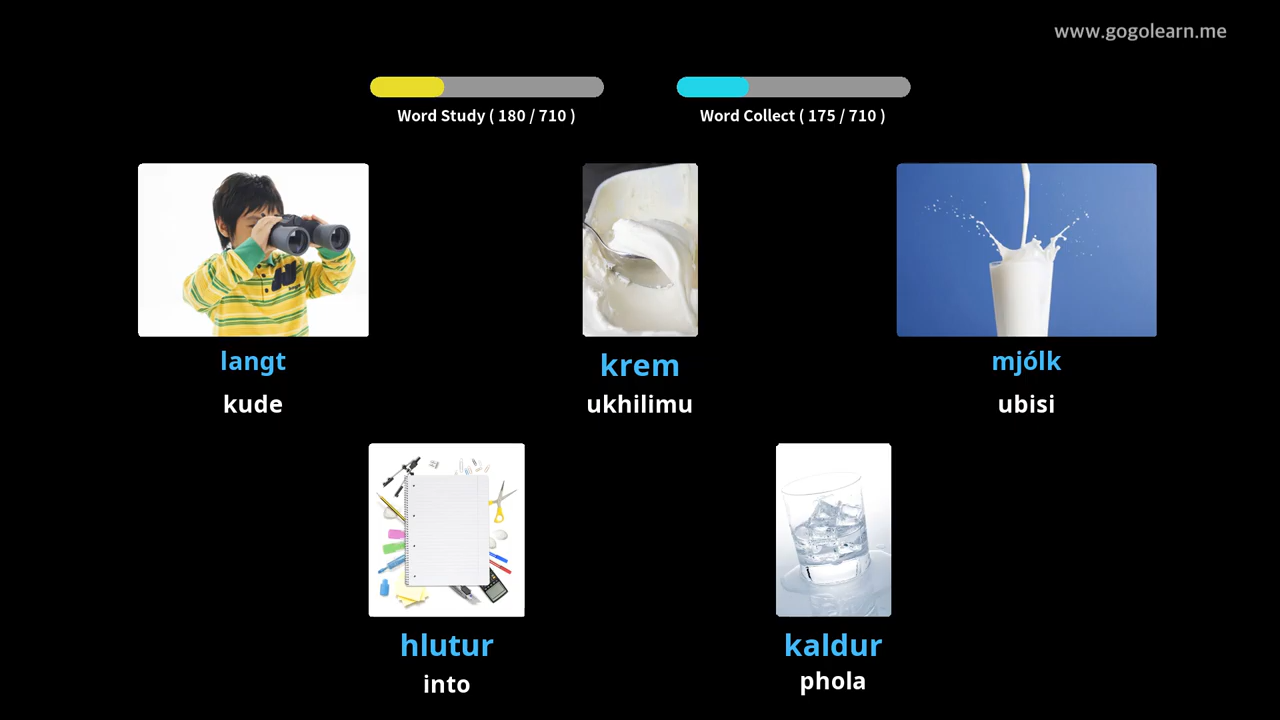 www.gogolearn.me
Word Study ( 180 / 710 )
Word Collect ( 175 / 710 )
langt
kude
krem
ukhilimu
mjólk
ubisi
hlutur
into
kaldur
phola